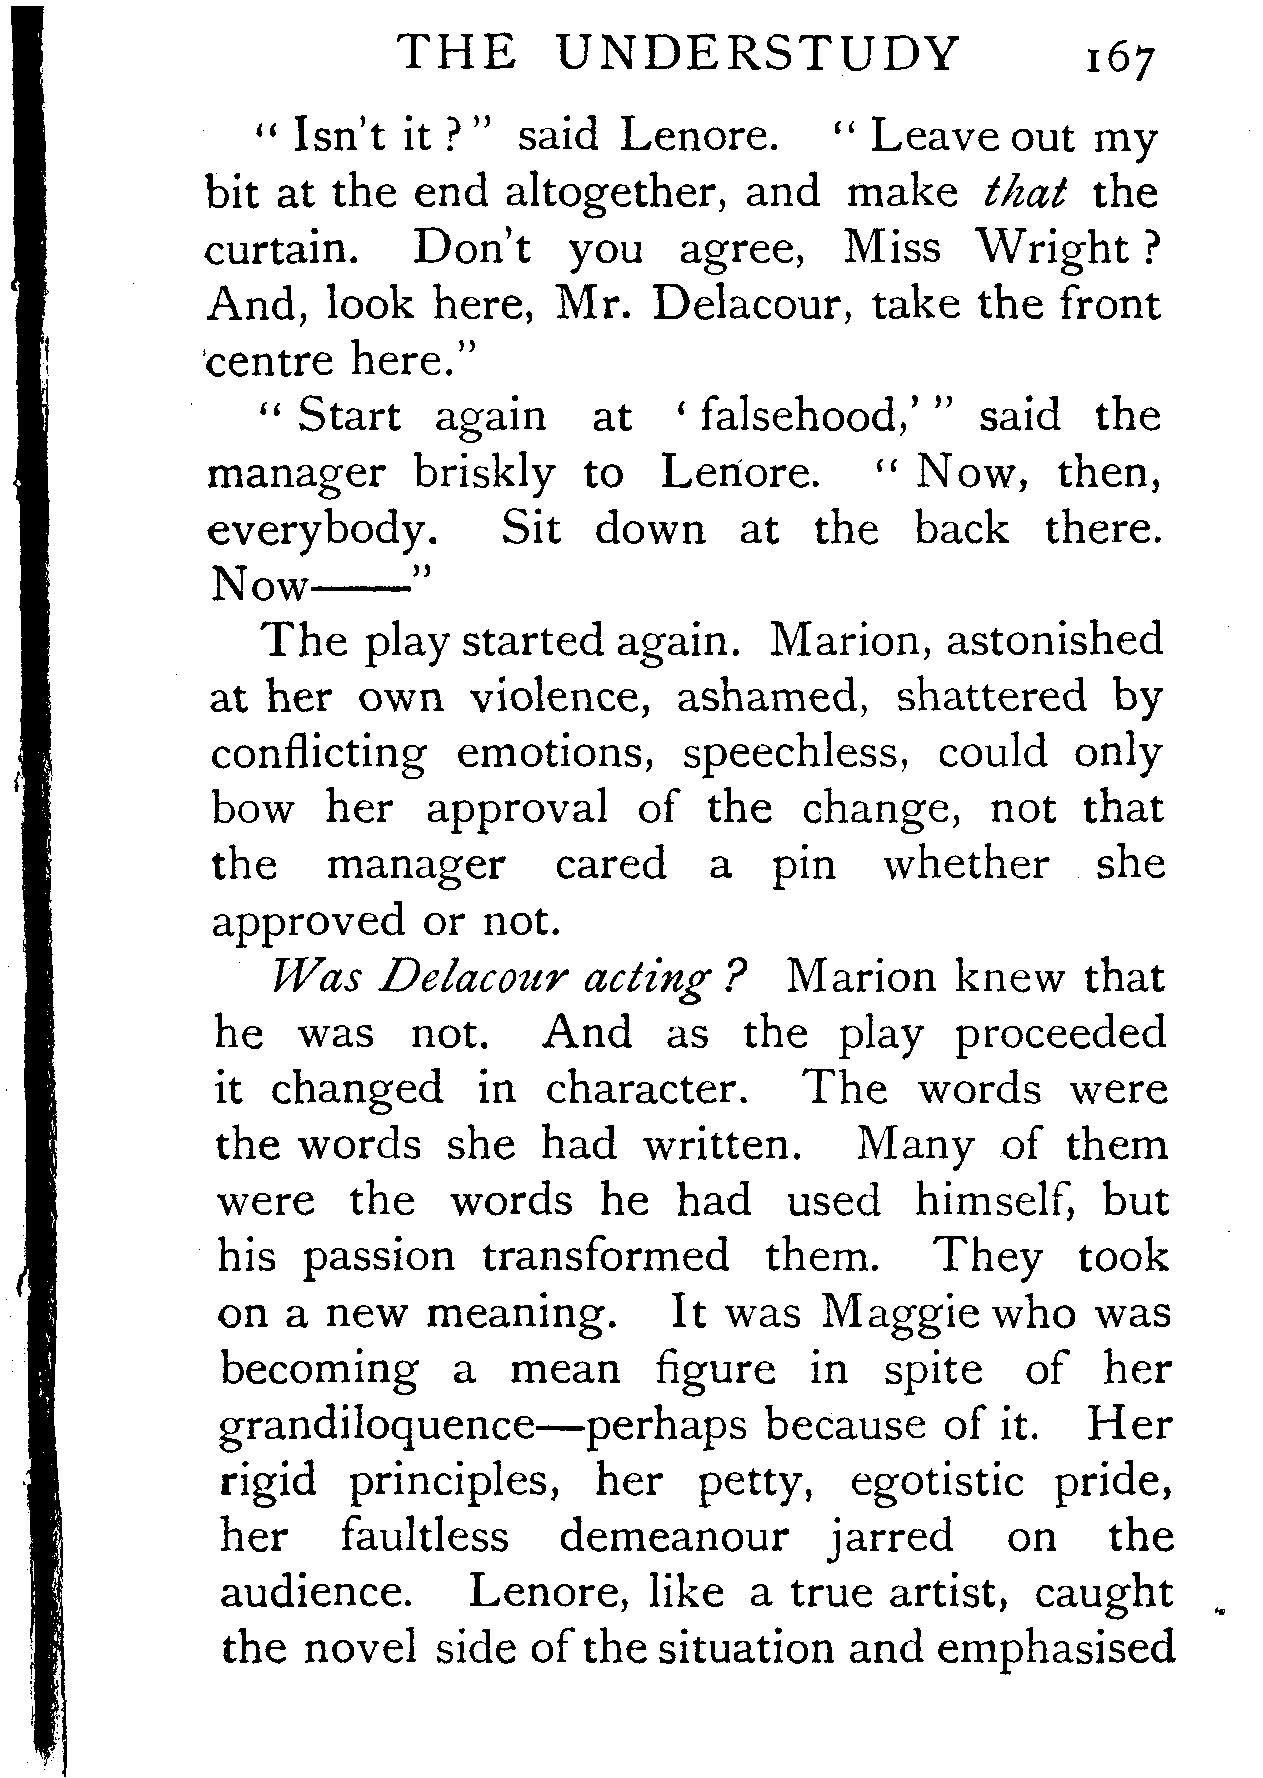 THE UNDERSTUDY 167
“ Isn't it ? ” said Lenore. “ Leave out my
bit at the end altogether, and make that the
curtain. Don't you agree, Miss Wright ?
And, look here, Mr. Delacour, take the front
centre here.”
“ Start again at ‘ falsehood,’ ” said the
manager briskly to Lenore. “ Now, then,
everybody. Sit down at the back there.
Now——”
The play started again. Marion, astonished
at her own violence, ashamed, shattered by
conflicting emotions, speechless, could only
bow her approval of the change, not that
the manager cared a pin whether she
approved or not.
Was Delacour acting ? Marion knew that
he was not. And as the play proceeded
it changed in character. The words were
the words she had written. Many of them
were the words he had used himself, but
his passion transformed them. They took
on a new meaning. It was Maggie who was
becoming a mean figure in spite of her
grandiloquence—perhaps because of it. Her
rigid principles, her petty, egotistic pride,
her faultless demeanour jarred on the
audience. Lenore, like a true artist, caught
the novel side of the situation and emphasised